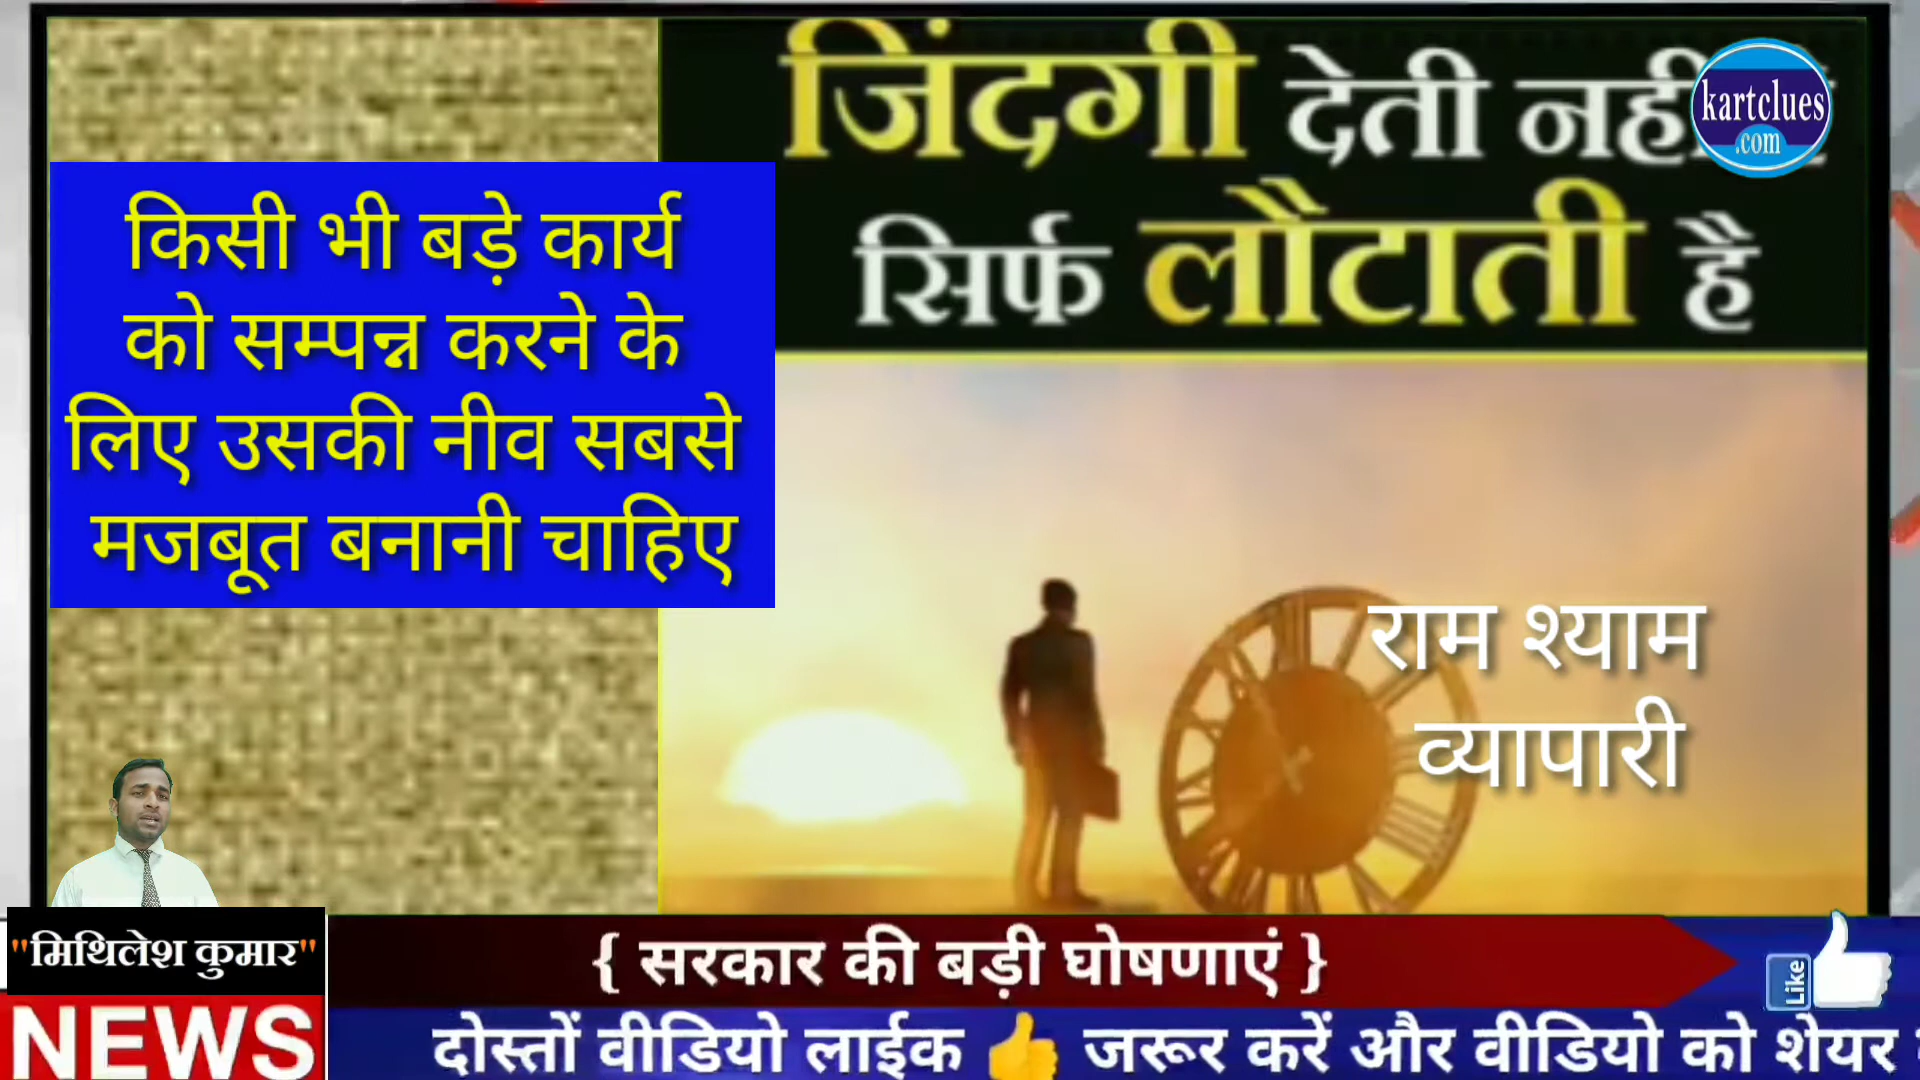 जिंदगी देती नहीं
सिर्फ लौटाती है
kartclues
.com
किसी भी बड़े कार्य
को सम्पन्न करने के
लिए उसकी नीव सबसे
मजबूत बनानी चाहिए
राम श्याम
व्यापारी
"मिथिलेश कुमार"
NEWS
{ सरकार की बड़ी घोषणाएं }
Like
दोस्तों वीडियो लाईक 👍 जरूर करें और वीडियो को शेयर